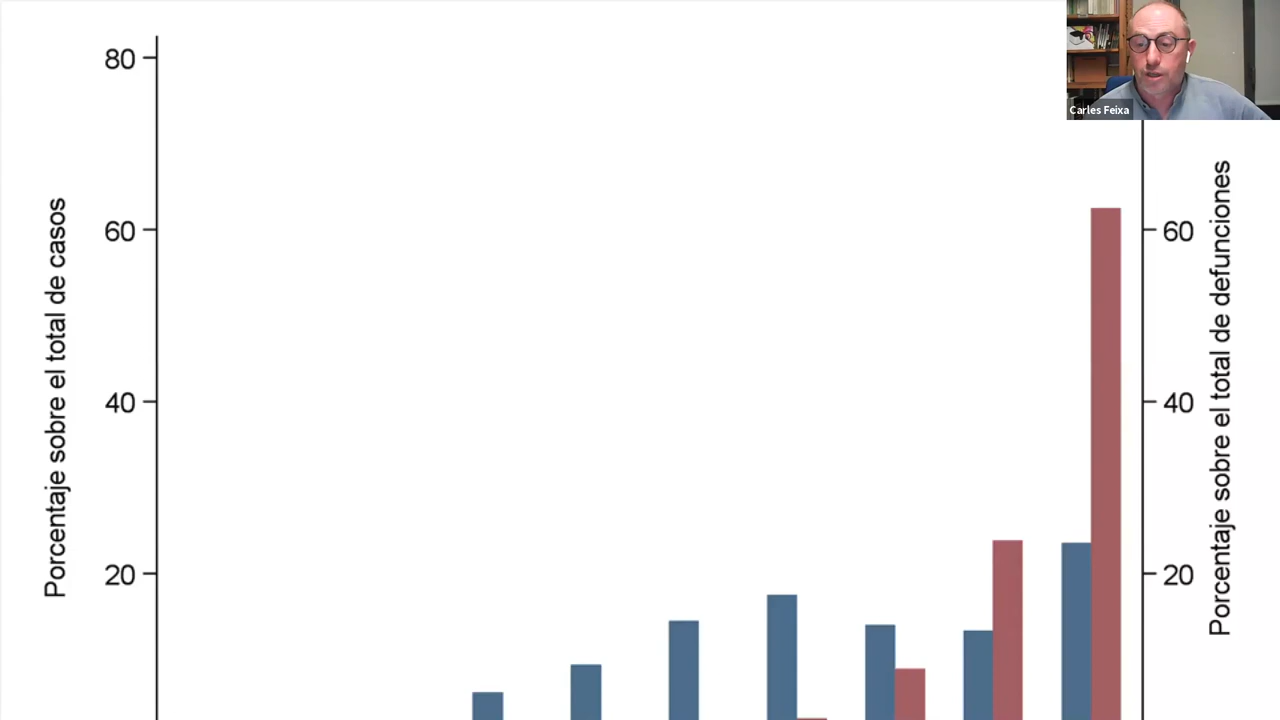 80
60
40
20
Porcentaje sobre el total de casos
60
40
20
Porcentaje sobre el total de defunciones
Carles Feixa